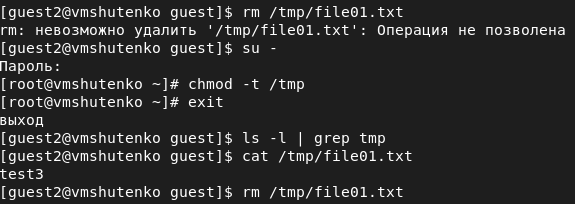 [guest2@vmshutenko guest]$ rm /tmp/file01.txt
rm: невозможно удалить '/tmp/file01.txt': Операция не позволена
[guest2@vmshutenko guest]$ su -
Пароль:
[root@vmshutenko ~]# chmod -t /tmp
[root@vmshutenko ~]# exit
выход
[guest2@vmshutenko guest]$ ls -l | grep tmp
[guest2@vmshutenko guest]$ cat /tmp/file01.txt
test3
[guest2@vmshutenko guest]$ rm /tmp/file01.txt